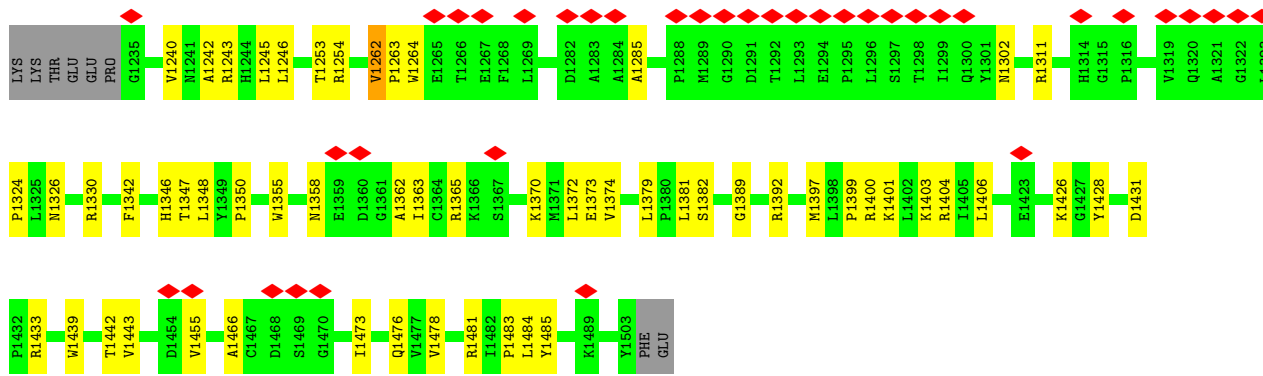 LYS LYS THR GLU GLU PRO G1235 V1240 N1241 A1242 R1243 H1244 L1245 L1246 T1253 R1254 V1262 P1263 W1264 E1265 T1266 E1267 F1268 L1269 D1282 A1283 A1284 A1285 P1288 M1289 G1290 D1291 T1292 L1293 E1294 P1295 L1296 S1297 T1298 I1299 Q1300 Y1301 N1302 R1311 H1314 G1315 P1316 V1319 Q1320 A1321 G1322
P1324 L1325 N1326 R1330 F1342 H1346 T1347 L1348 Y1349 P1350 W1355 N1358 E1359 D1360 G1361 A1362 I1363 C1364 R1365 K1366 S1367 K1370 M1371 L1372 E1373 V1374 L1379 P1380 L1381 S1382 G1389 R1392 M1397 L1398 P1399 R1400 K1401 L1402 K1403 R1404 I1405 L1406 E1423 K1426 G1427 Y1428 D1431
P1432 R1433 W1439 T1442 V1443 D1454 V1455 A1466 C1467 D1468 S1469 G1470 I1473 Q1476 V1477 V1478 R1481 I1482 P1483 L1484 Y1485 K1489 Y1503 PHE GLU